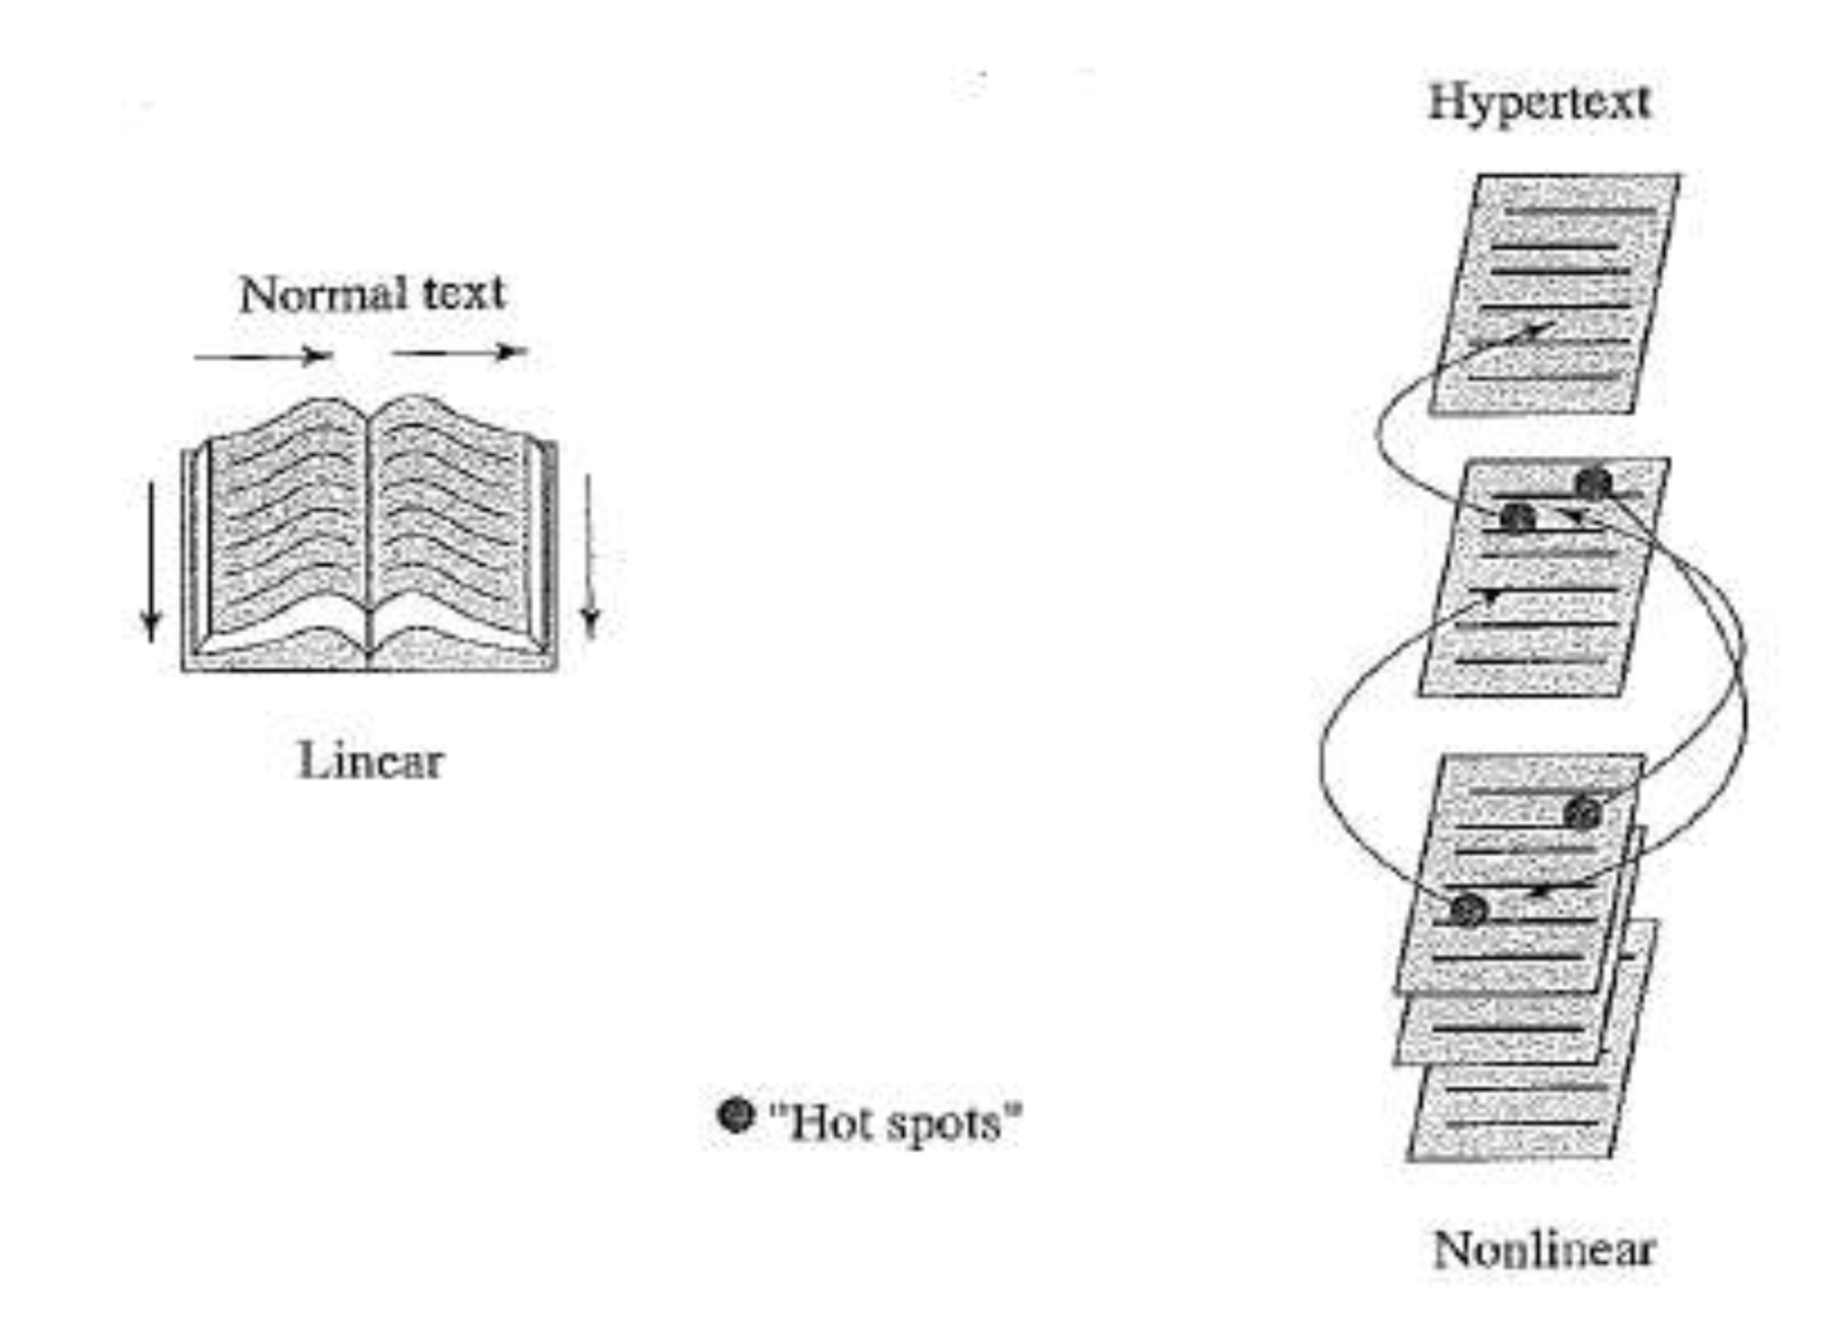 Normal text
Linear
"Hot spots"
Hypertext
Nonlinear